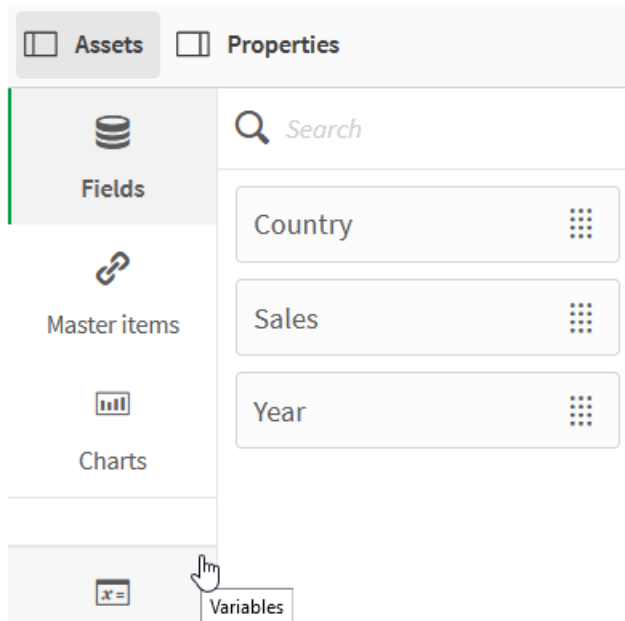 Assets Properties
Fields
Search
Country
Master items
Sales
Year
Charts
x=
Variables